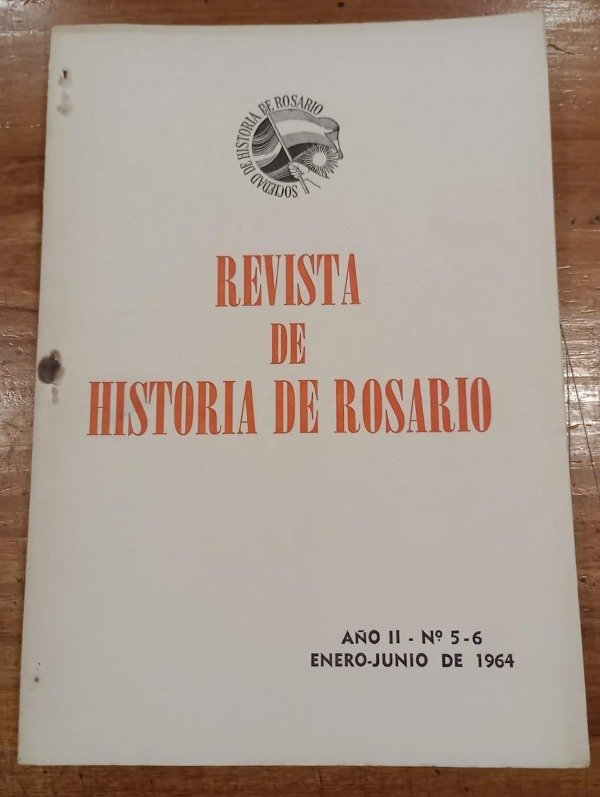 SOCIEDAD DE HISTORIA DE ROSARIO
REVISTA
DE
HISTORIA DE ROSARIO
AÑO II - Nº 5-6
ENERO-JUNIO DE 1964